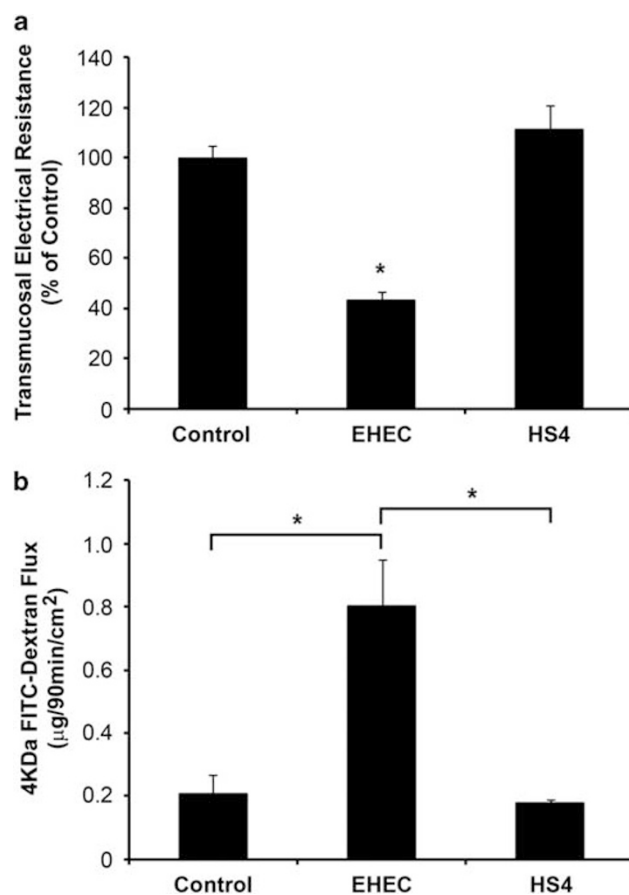 a
Transmucosal Electrical Resistance
(% of Control)
140
120
100
80
60
40
20
0
*
Control EHEC HS4
b
4KDa FITC-Dextran Flux
(µg/90min/cm²)
1.2
1.0
0.8
0.6
0.4
0.2
0
* *
Control EHEC HS4